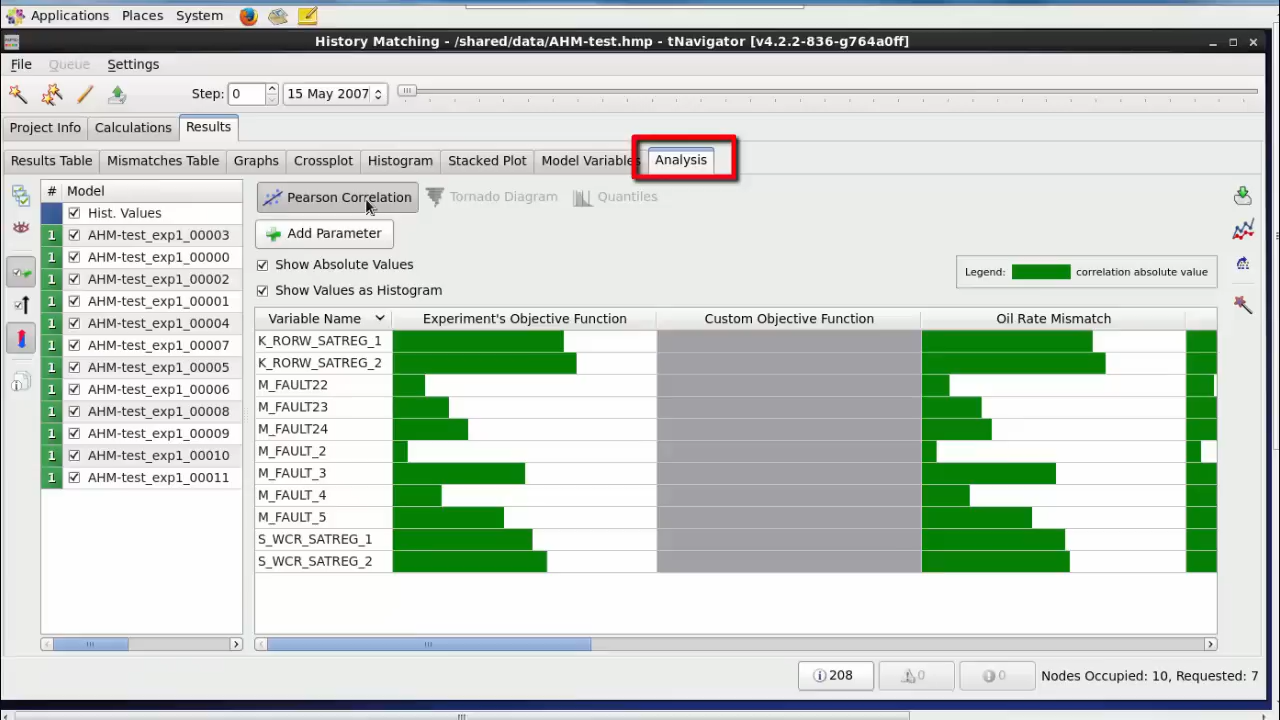 Applications Places System
History Matching - /shared/data/AHM-test.hmp - tNavigator [v4.2.2-836-g764a0ff]
File Queue Settings
Step: 0 15 May 2007
Project Info Calculations Results
Results Table Mismatches Table Graphs Crossplot Histogram Stacked Plot Model Variables Analysis
# Model
Hist. Values
1 AHM-test_exp1_00003
1 AHM-test_exp1_00000
1 AHM-test_exp1_00002
1 AHM-test_exp1_00001
1 AHM-test_exp1_00004
1 AHM-test_exp1_00007
1 AHM-test_exp1_00005
1 AHM-test_exp1_00006
1 AHM-test_exp1_00008
1 AHM-test_exp1_00009
1 AHM-test_exp1_00010
1 AHM-test_exp1_00011
Pearson Correlation Tornado Diagram Quantiles
Add Parameter
Show Absolute Values
Show Values as Histogram
Legend: correlation absolute value
Variable Name Experiment's Objective Function Custom Objective Function Oil Rate Mismatch
K_RORW_SATREG_1
K_RORW_SATREG_2
M_FAULT22
M_FAULT23
M_FAULT24
M_FAULT_2
M_FAULT_3
M_FAULT_4
M_FAULT_5
S_WCR_SATREG_1
S_WCR_SATREG_2
208 0 0 Nodes Occupied: 10, Requested: 7